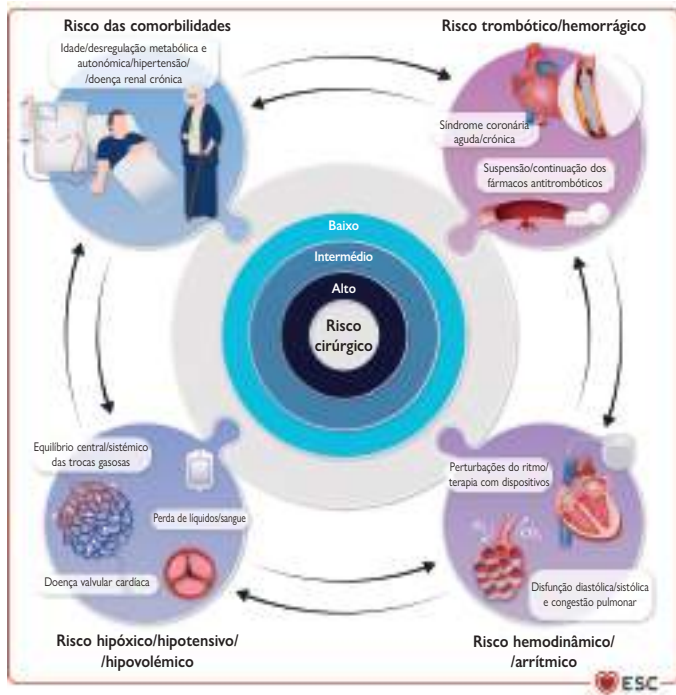 Risco das comorbilidades
Idade/desregulação metabólica e
autonómica/hipertensão/
/doença renal crónica
Risco trombótico/hemorrágico
Síndrome coronária
aguda/crónica
Suspensão/continuação dos
fármacos antitrombóticos
Baixo
Intermédio
Alto
Risco
cirúrgico
Equilíbrio central/sistémico
das trocas gasosas
Perda de líquidos/sangue
Doença valvular cardíaca
Risco hipóxico/hipotensivo/
/hipovolémico
Perturbações do ritmo/
terapia com dispositivos
Disfunção diastólica/sistólica
e congestão pulmonar
Risco hemodinâmico/
/arrítmico
ESC